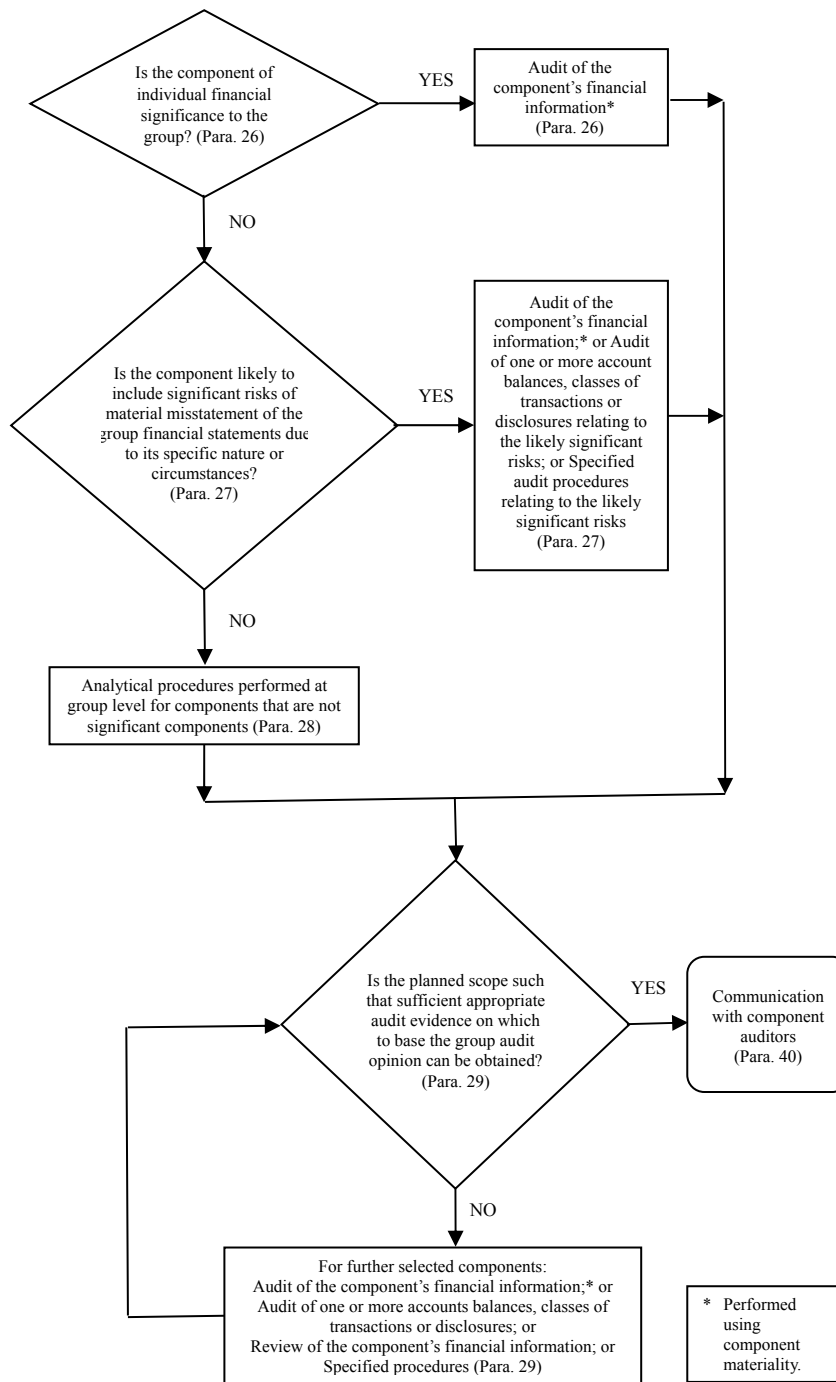 Is the component of
individual financial
significance to the
group? (Para. 26)
YES
Audit of the
component's financial
information*
(Para. 26)
NO
Is the component likely to
include significant risks of
material misstatement of the
group financial statements due
to its specific nature or
circumstances?
(Para. 27)
YES
Audit of the
component's financial
information;* or Audit
of one or more account
balances, classes of
transactions or
disclosures relating to
the likely significant
risks; or Specified
audit procedures
relating to the likely
significant risks
(Para. 27)
NO
Analytical procedures performed at
group level for components that are not
significant components (Para. 28)
Is the planned scope such
that sufficient appropriate
audit evidence on which
to base the group audit
opinion can be obtained?
(Para. 29)
YES
Communication
with component
auditors
(Para. 40)
NO
For further selected components:
Audit of the component's financial information;* or
Audit of one or more accounts balances, classes of
transactions or disclosures; or
Review of the component's financial information; or
Specified procedures (Para. 29)
* Performed
using
component
materiality.